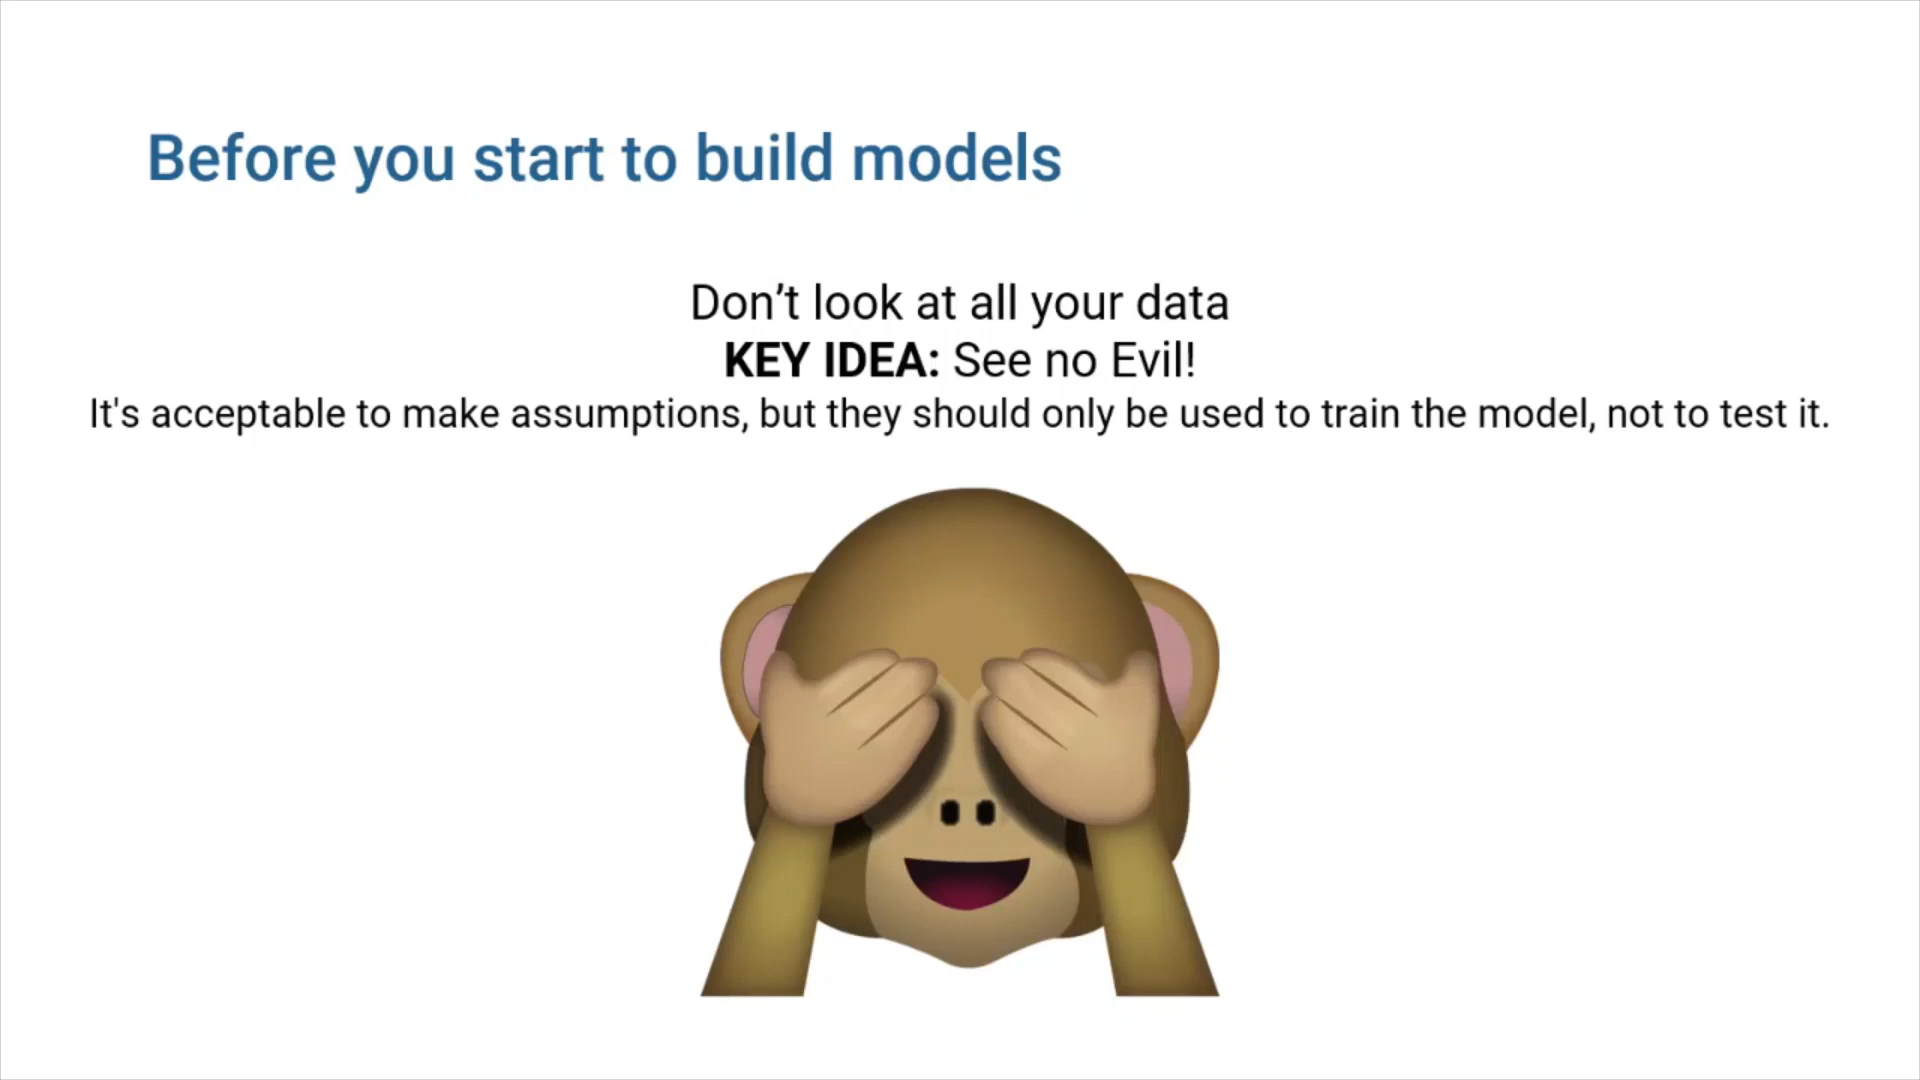 Before you start to build models
Don’t look at all your data
KEY IDEA: See no Evil!
It's acceptable to make assumptions, but they should only be used to train the model, not to test it.